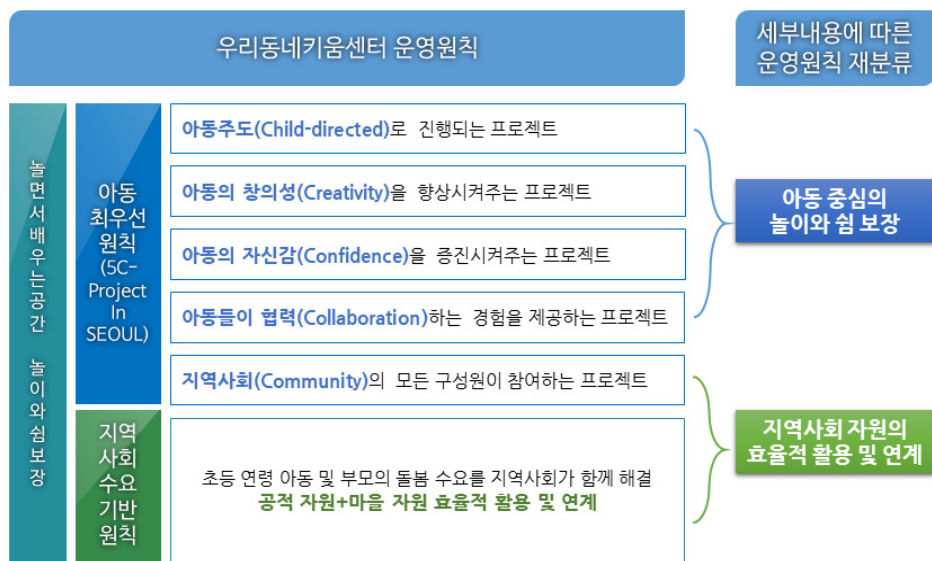 우리동네키움센터 운영원칙
세부내용에 따른
운영원칙 재분류
놀면서 배우는 공간 놀이와 쉼 보장
아동
최우선
원칙
(5C-
Project
In
SEOUL)
아동주도(Child-directed)로 진행되는 프로젝트
아동의 창의성(Creativity)을 향상시켜주는 프로젝트
아동의 자신감(Confidence)을 증진시켜주는 프로젝트
아동들이 협력(Collaboration)하는 경험을 제공하는 프로젝트
지역사회(Community)의 모든 구성원이 참여하는 프로젝트
아동 중심의
놀이와 쉼 보장
지역
사회
수요
기반
원칙
초등 연령 아동 및 부모의 돌봄 수요를 지역사회가 함께 해결
공적 자원+마을 자원 효율적 활용 및 연계
지역사회 자원의
효율적 활용 및 연계